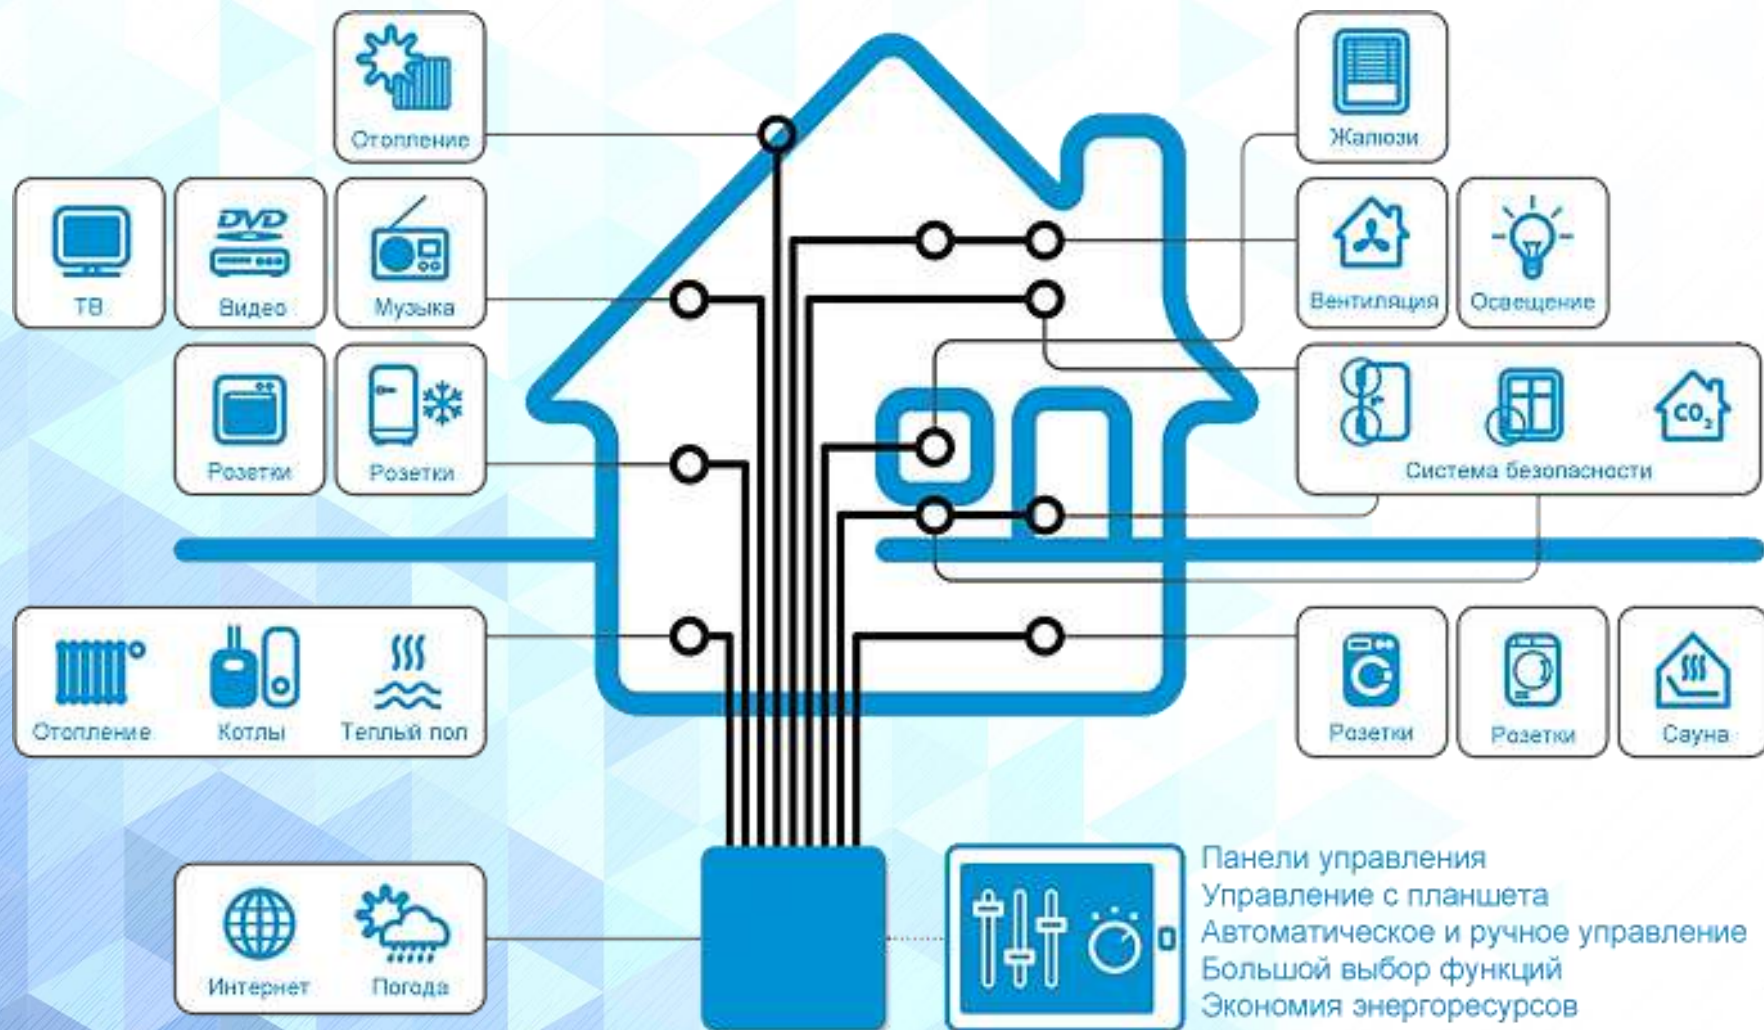 Отопление
Жалюзи
DVD
ТВ
Видео
Музыка
Вентиляция
Освещение
CO2
Розетки
Розетки
Система безопасности
Отопление
Котлы
Теплый пол
Розетки
Розетки
Сауна
Интернет
Погода
Панели управления
Управление с планшета
Автоматическое и ручное управление
Большой выбор функций
Экономия энергоресурсов